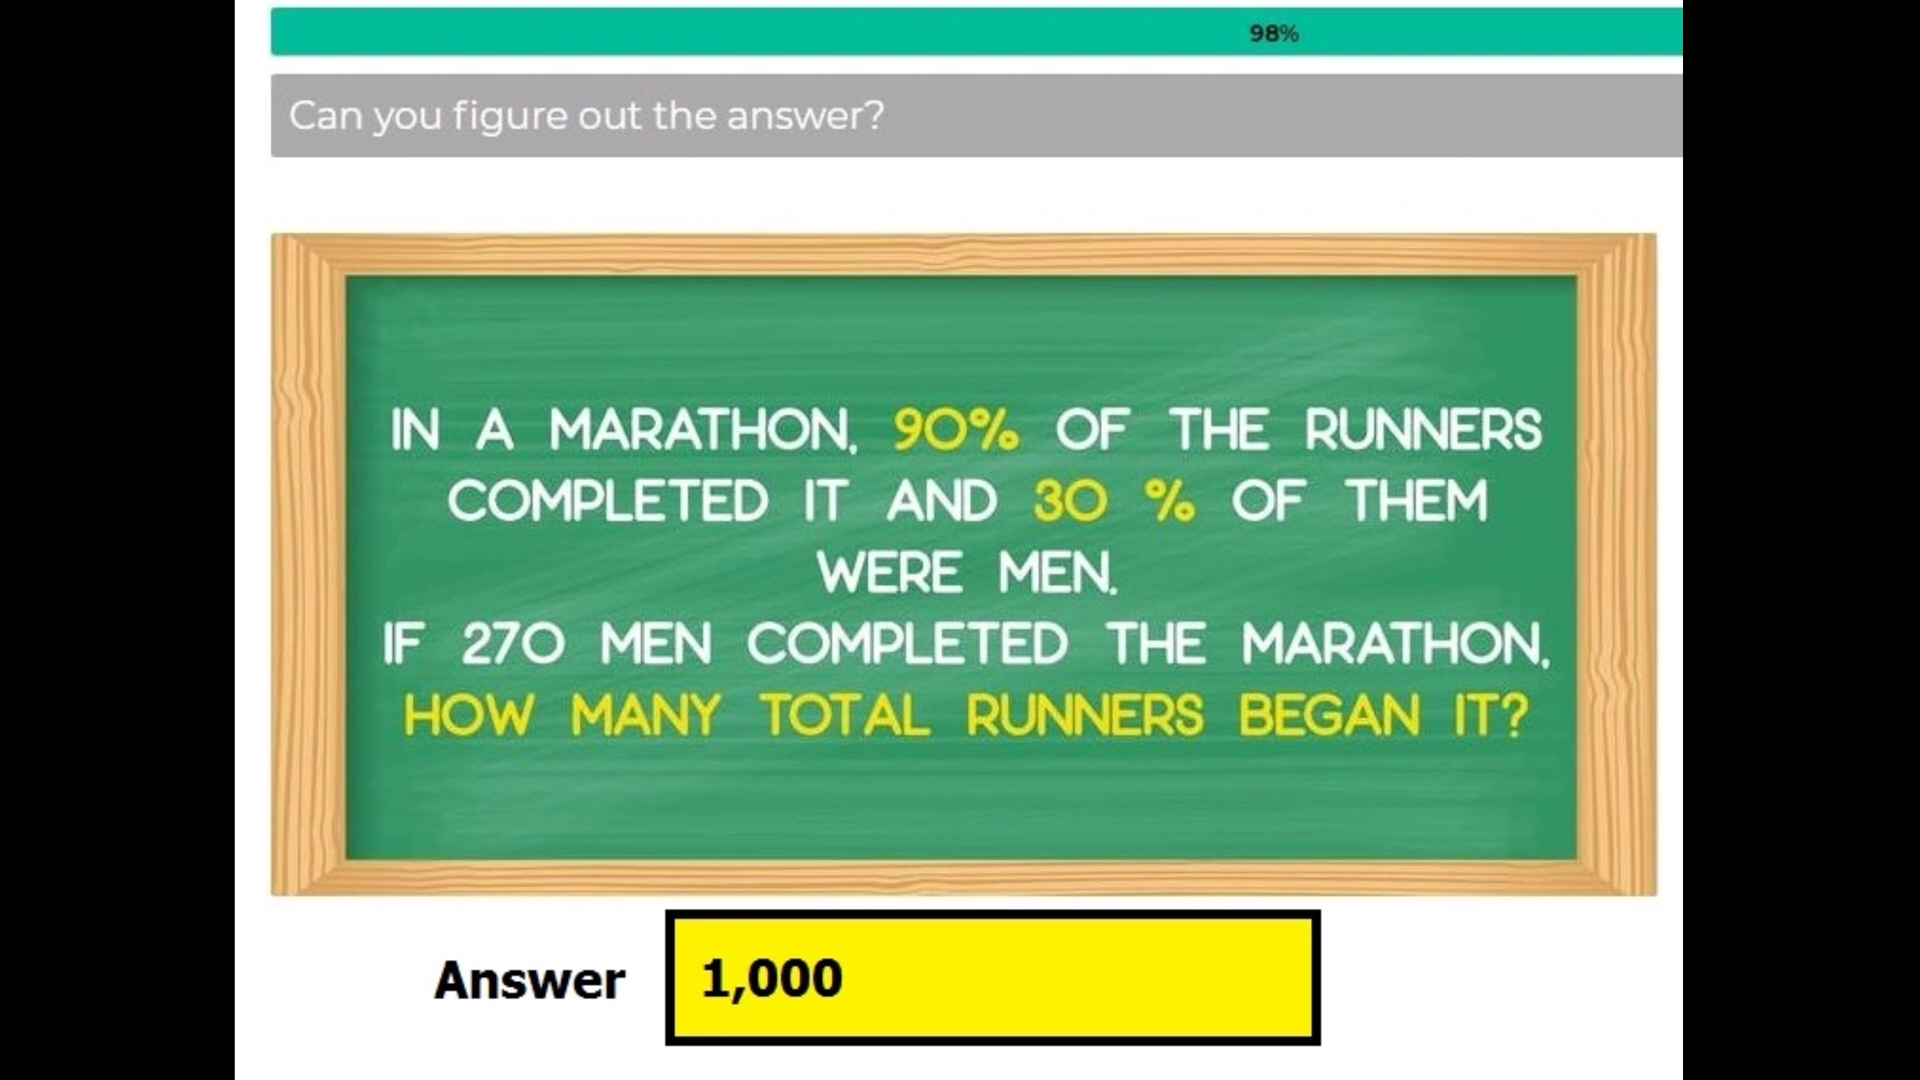 98%
Can you figure out the answer?
IN A MARATHON, 90% OF THE RUNNERS
COMPLETED IT AND 30 % OF THEM
WERE MEN.
IF 270 MEN COMPLETED THE MARATHON,
HOW MANY TOTAL RUNNERS BEGAN IT?
Answer 1,000